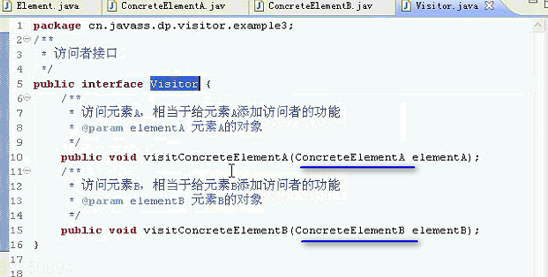 Element.java ConcreteElementA.jav ConcreteElementB.jav Visitor.java
1 package cn.javass.dp.visitor.example3;
2 /**
3 * 访问者接口
4 */
5 public interface Visitor {
6 /**
7 * 访问元素A，相当于给元素A添加访问者的功能
8 * @param elementA 元素A的对象
9 */
10 public void visitConcreteElementA(ConcreteElementA elementA);
11 /**
12 * 访问元素B，相当于给元素B添加访问者的功能
13 * @param elementB 元素B的对象
14 */
15 public void visitConcreteElementB(ConcreteElementB elementB);
16 }
17
18